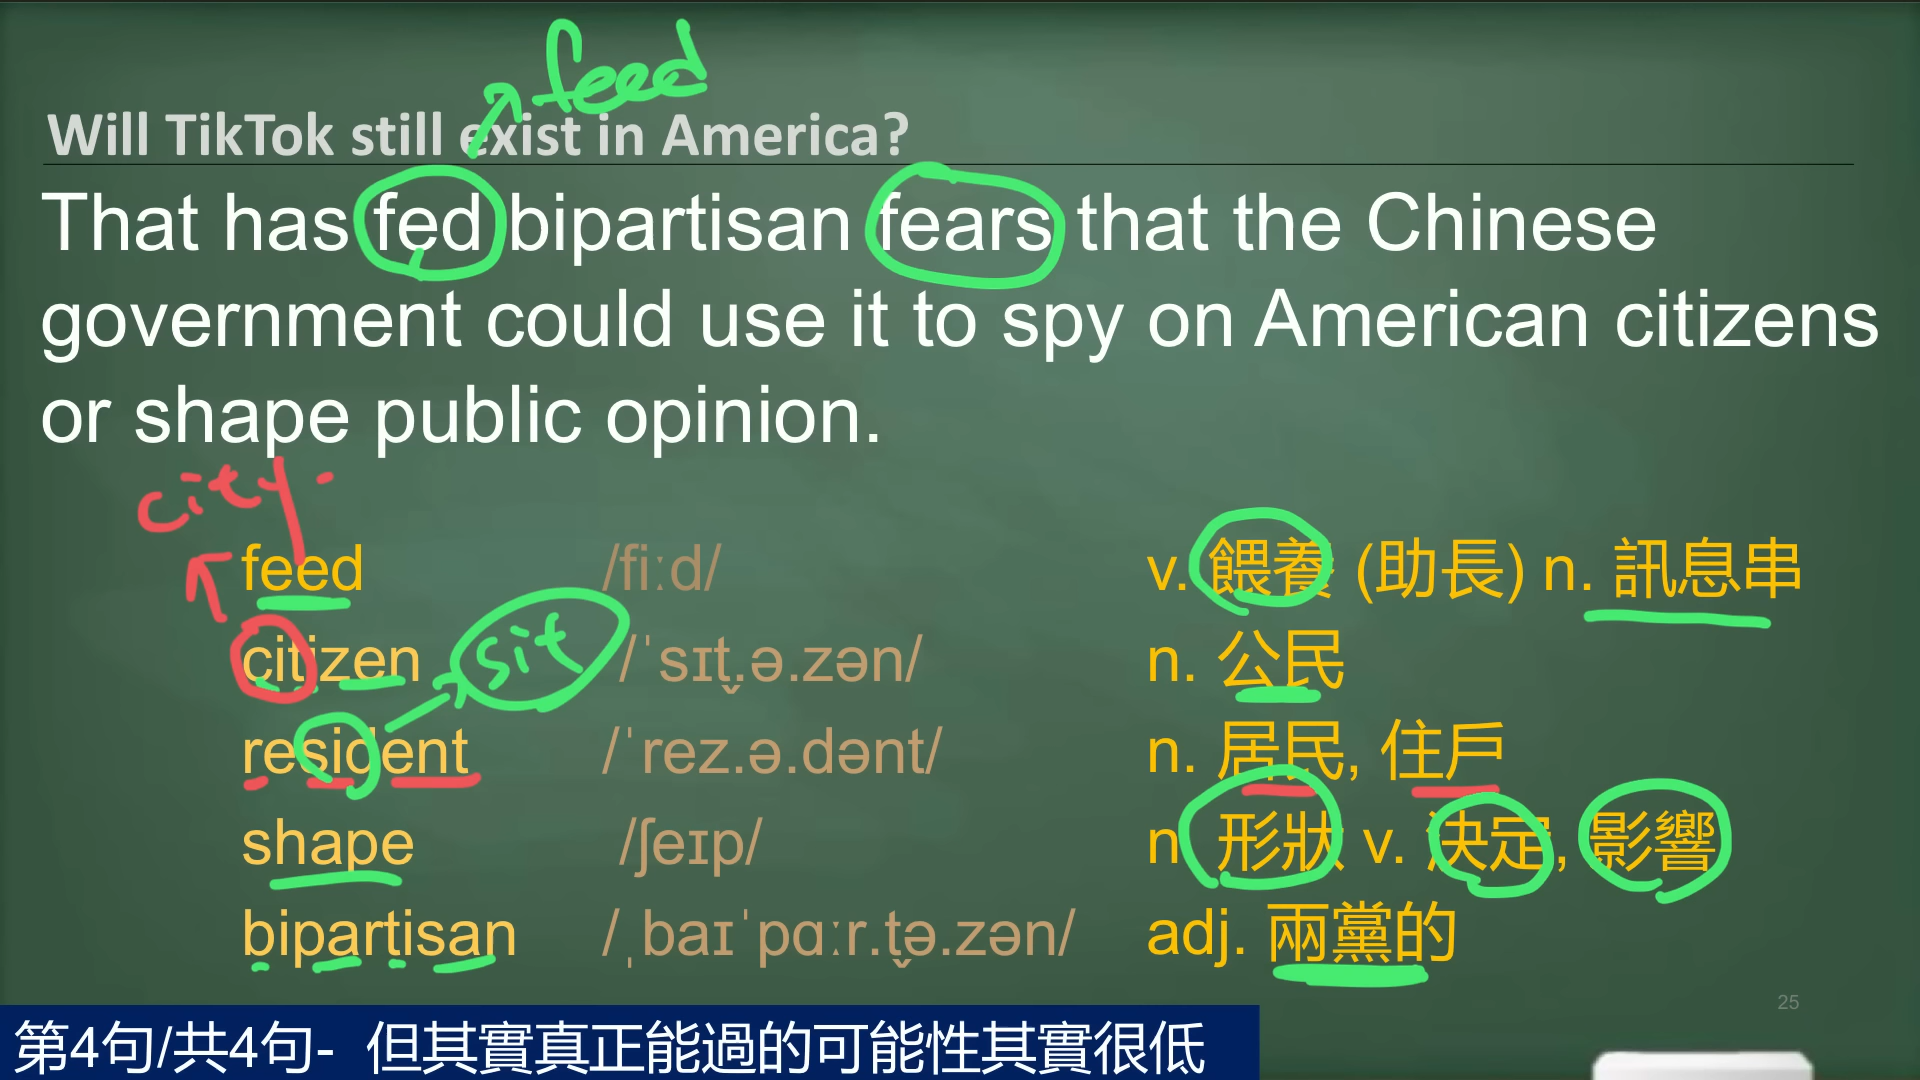 feed
Will TikTok still exist in America?
That has fed bipartisan fears that the Chinese
government could use it to spy on American citizens
or shape public opinion.
city
feed /fiːd/ v. 餵養 (助長) n. 訊息串
citizen sit /ˈsɪt̬.ə.zən/ n. 公民
resident /ˈrez.ə.dənt/ n. 居民, 住戶
shape /ʃeɪp/ n. 形狀 v. 決定, 影響
bipartisan /ˌbaɪˈpɑːr.t̬ə.zən/ adj. 兩黨的
25
第4句/共4句- 但其實真正能過的可能性其實很低